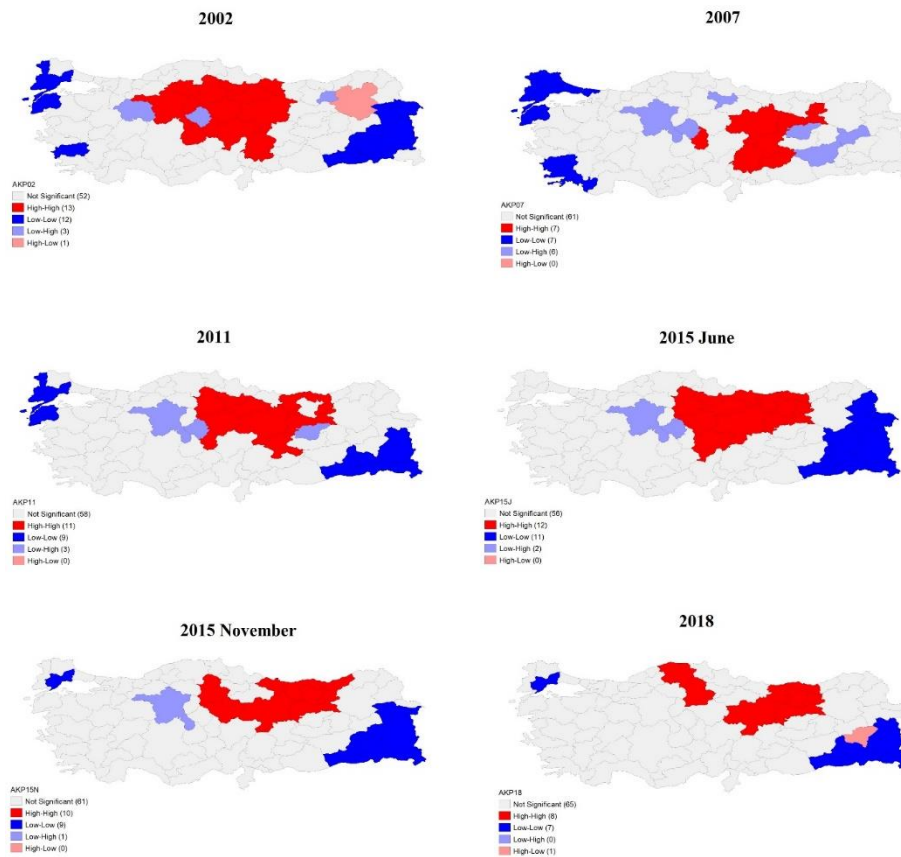 2002
2007
AKP02
Not Significant (52)
High-High (13)
Low-Low (12)
Low-High (3)
High-Low (1)
AKP07
Not Significant (61)
High-High (7)
Low-Low (7)
Low-High (6)
High-Low (0)
2011
2015 June
AKP11
Not Significant (58)
High-High (11)
Low-Low (9)
Low-High (3)
High-Low (0)
AKP15J
Not Significant (56)
High-High (12)
Low-Low (11)
Low-High (2)
High-Low (0)
2015 November
2018
AKP15N
Not Significant (61)
High-High (10)
Low-Low (9)
Low-High (1)
High-Low (0)
AKP18
Not Significant (65)
High-High (8)
Low-Low (7)
Low-High (0)
High-Low (1)